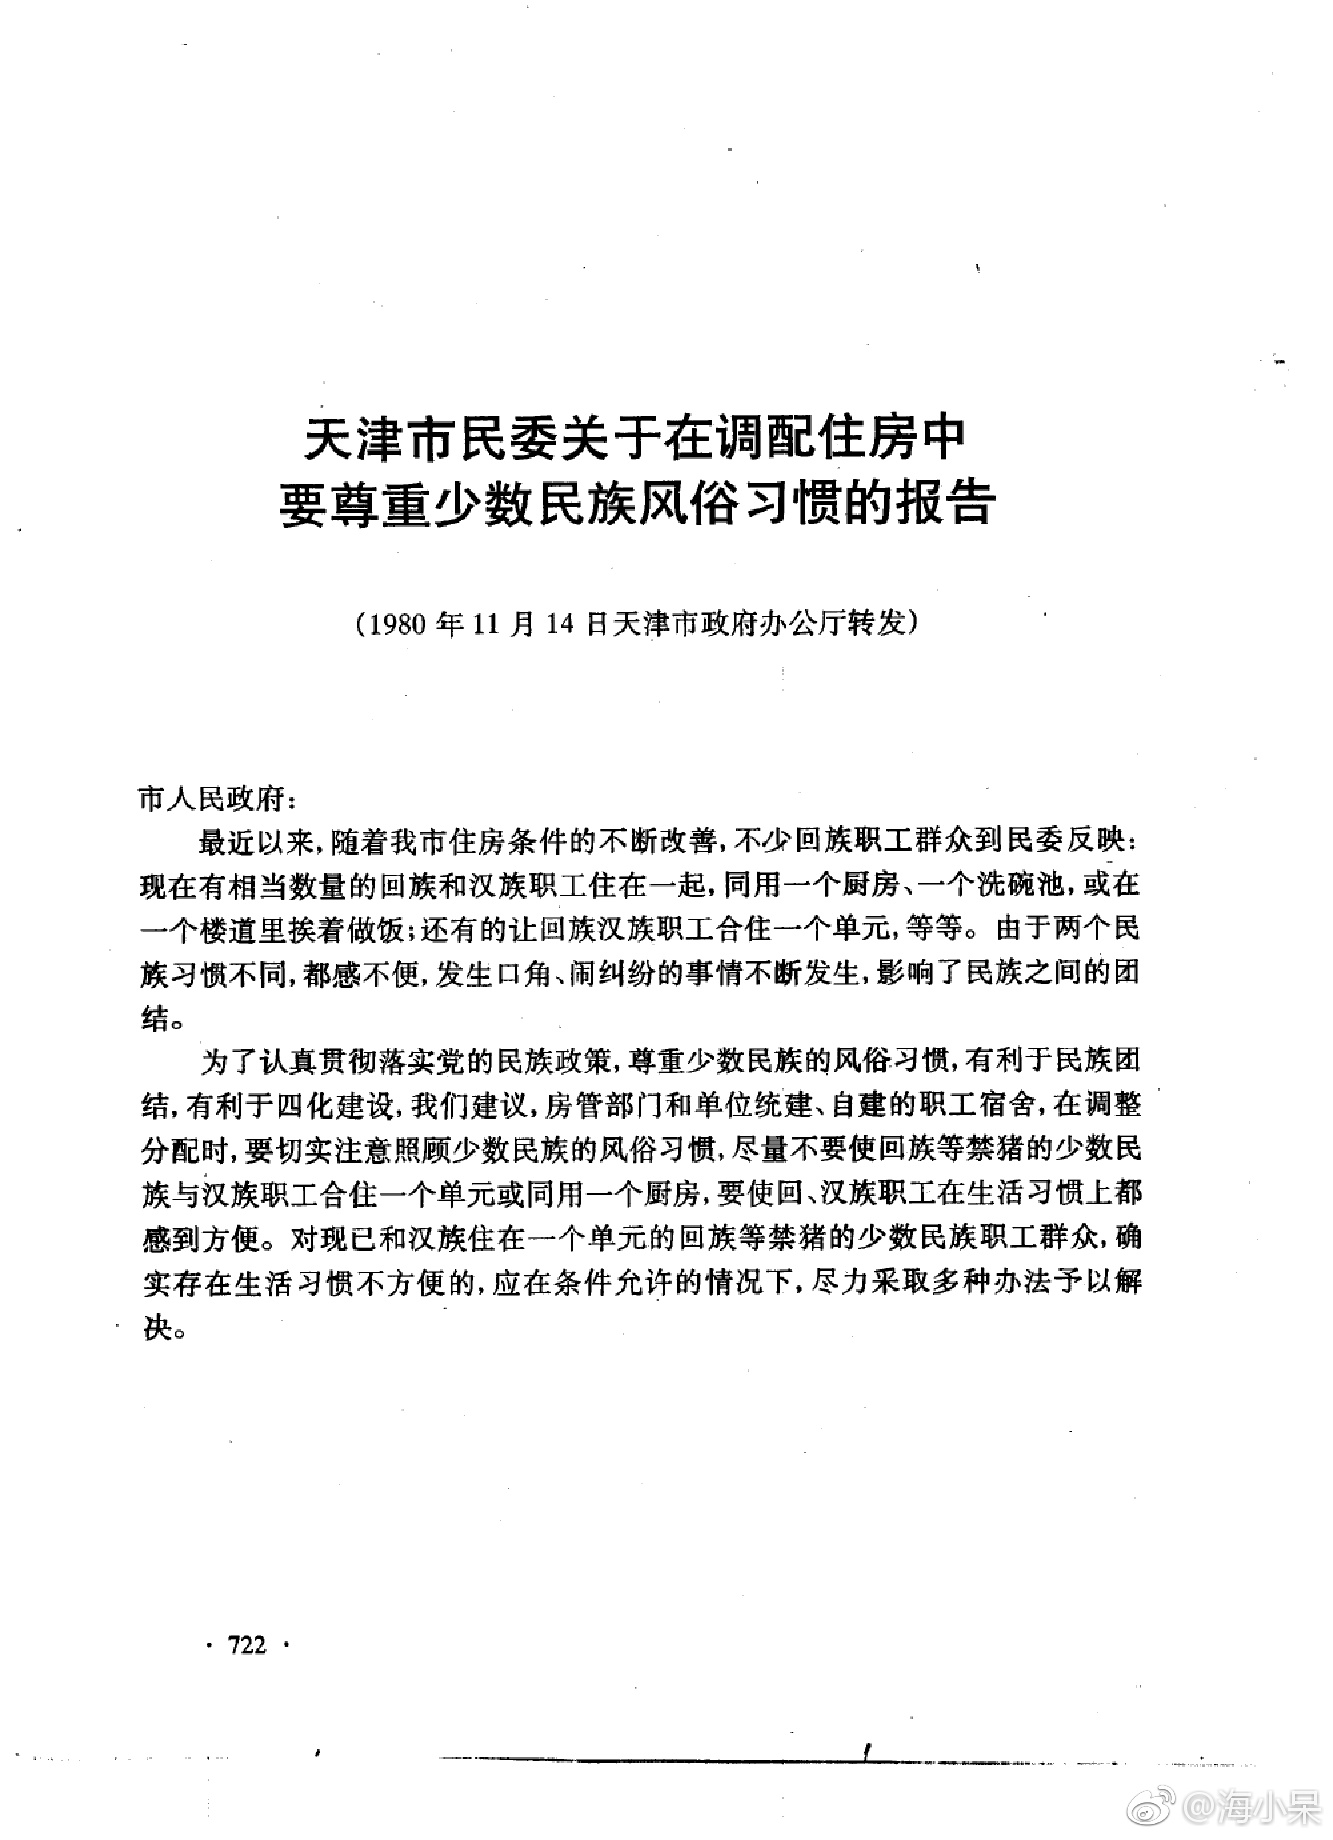 天津市民委关于在调配住房中
要尊重少数民族风俗习惯的报告
(1980年11月14日天津市政府办公厅转发)
市人民政府:
最近以来,随着我市住房条件的不断改善,不少回族职工群众到民委反映:
现在有相当数量的回族和汉族职工住在一起,同用一个厨房、一个洗碗池,或在
一个楼道里挨着做饭;还有的让回族汉族职工合住一个单元,等等。由于两个民
族习惯不同,都感不便,发生口角、闹纠纷的事情不断发生,影响了民族之间的团
结。
为了认真贯彻落实党的民族政策,尊重少数民族的风俗习惯,有利于民族团
结,有利于四化建设,我们建议,房管部门和单位统建、自建的职工宿舍,在调整
分配时,要切实注意照顾少数民族的风俗习惯,尽量不要使回族等禁猪的少数民
族与汉族职工合住一个单元或同用一个厨房,要使回、汉族职工在生活习惯上都
感到方便。对现已和汉族住在一个单元的回族等禁猪的少数民族职工群众,确
实存在生活习惯不方便的,应在条件允许的情况下,尽力采取多种办法予以解
决。
·722·
@海小呆